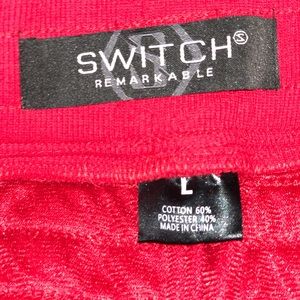 SWITCH
REMARKABLE
L
COTTON 60%
POLYESTER 40%
MADE IN CHINA